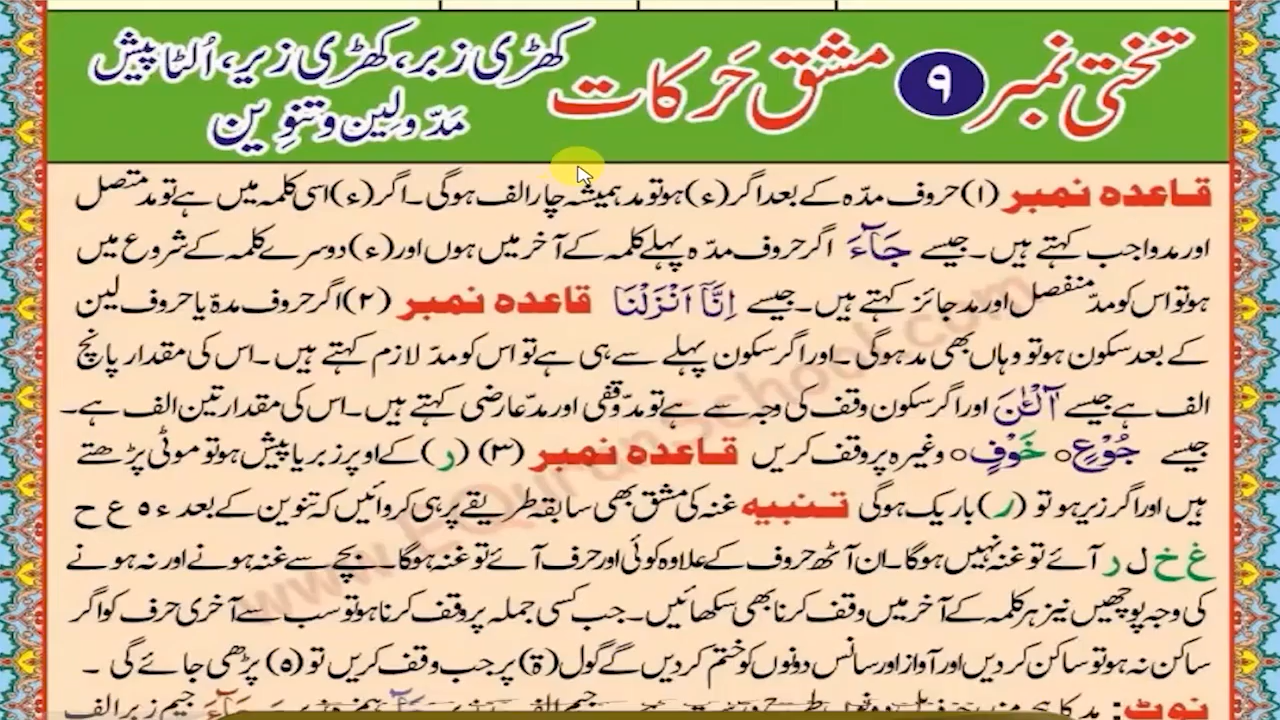 تختی نمبر ۹ مشق حَرَکات کھڑی زبر، کھڑی زیر، اُلٹا پیش
مَدّ و لِین و تنوِین
قاعدہ نمبر (۱) حروف مدّہ کے بعد اگر (ء) ہو تو مد ہمیشہ چار الف ہوگی۔ اگر (ء) اسی کلمہ میں ہے تو مد متصل
اور مد واجب کہتے ہیں۔ جیسے جَآءَ اگر حروف مدّہ پہلے کلمہ کے آخر میں ہوں اور (ء) دوسرے کلمہ کے شروع میں
ہو تو اس کو مدّ منفصل اور مد جائز کہتے ہیں۔ جیسے اِنَّآ اَنْزَلْنَا قاعدہ نمبر (۲) اگر حروف مدہ یا حروف لین
کے بعد سکون ہو تو وہاں بھی مد ہوگی۔ اور اگر سکون پہلے سے ہی ہے تو اس کو مدّ لازم کہتے ہیں۔ اس کی مقدار پانچ
الف ہے جیسے آٰلْـٰٔنَ اور اگر سکون وقف کی وجہ سے ہے تو مدّ وقفی اور مدّ عارضی کہتے ہیں۔ اس کی مقدار تین الف ہے۔
جیسے جُوْعٍ ○ خَوْفٍ ○ وغیرہ پر وقف کریں قاعدہ نمبر (۳) (ر) کے اوپر زبر یا پیش ہو تو موٹی پڑھتے
ہیں اور اگر زیر ہو تو (ر) باریک ہوگی تنبیہ غنہ کی مشق بھی سابقہ طریقے پر ہی کروائیں کہ تنوین کے بعد ء ہ ع ح
غ خ ل ر آئے تو غنہ نہیں ہوگا۔ ان آٹھ حروف کے علاوہ کوئی اور حرف آئے تو غنہ ہوگا۔ بچے سے غنہ ہونے اور نہ ہونے
کی وجہ پوچھیں نیز ہر کلمہ کے آخر میں وقف کرنا بھی سکھائیں۔ جب کسی جملہ پر وقف کرنا ہو تو سب سے آخری حرف کو اگر
ساکن نہ ہو تو ساکن کر دیں اور آواز اور سانس دونوں کو ختم کر دیں گے گول (ة) پر جب وقف کریں تو (ہ) پڑھی جائے گی۔
نوٹ: مد کا جیم زبر الف
www.EQuranSchool.com